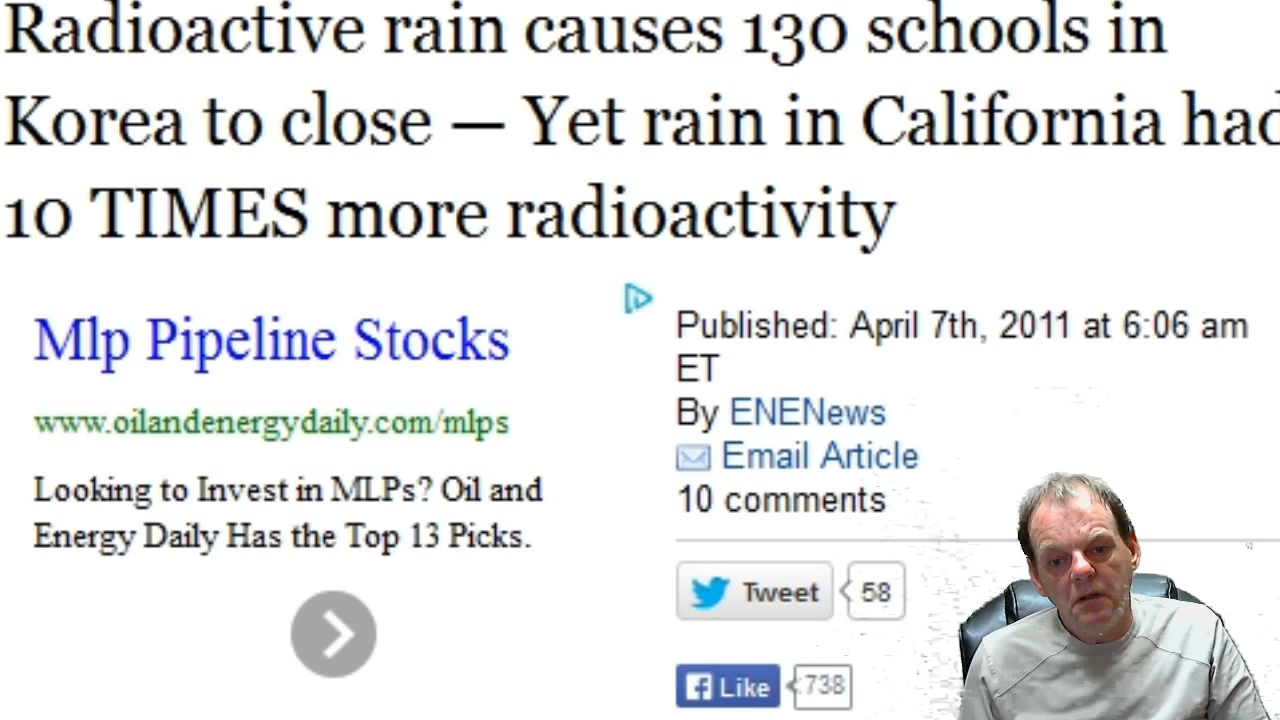 Radioactive rain causes 130 schools in
Korea to close — Yet rain in California had
10 TIMES more radioactivity
Mlp Pipeline Stocks
www.oilandenergydaily.com/mlps
Looking to Invest in MLPs? Oil and
Energy Daily Has the Top 13 Picks.
Published: April 7th, 2011 at 6:06 am
ET
By ENENews
Email Article
10 comments
Tweet 58
Like 738